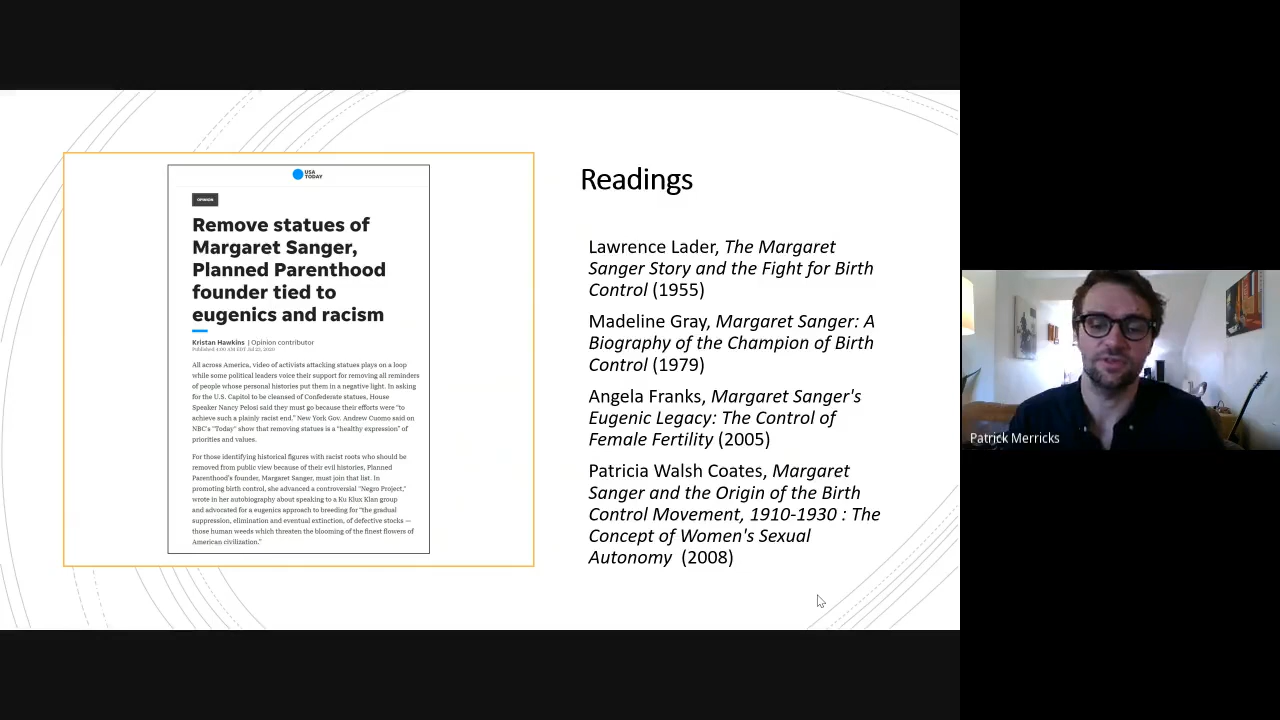 USA
TODAY
OPINION
Remove statues of
Margaret Sanger,
Planned Parenthood
founder tied to
eugenics and racism
Kristan Hawkins | Opinion contributor
Published 4:00 AM EDT Jul 23, 2020
All across America, video of activists attacking statues plays on a loop
while some political leaders voice their support for removing all reminders
of people whose personal histories put them in a negative light. In asking
for the U.S. Capitol to be cleansed of Confederate statues, House
Speaker Nancy Pelosi said they must go because their efforts were "to
achieve such a plainly racist end." New York Gov. Andrew Cuomo said on
NBC's "Today" show that removing statues is a "healthy expression" of
priorities and values.
For those identifying historical figures with racist roots who should be
removed from public view because of their evil histories, Planned
Parenthood's founder, Margaret Sanger, must join that list. In
promoting birth control, she advanced a controversial "Negro Project,"
wrote in her autobiography about speaking to a Ku Klux Klan group
and advocated for a eugenics approach to breeding for "the gradual
suppression, elimination and eventual extinction, of defective stocks —
those human weeds which threaten the blooming of the finest flowers of
American civilization."
Readings
Lawrence Lader, The Margaret
Sanger Story and the Fight for Birth
Control (1955)
Madeline Gray, Margaret Sanger: A
Biography of the Champion of Birth
Control (1979)
Angela Franks, Margaret Sanger's
Eugenic Legacy: The Control of
Female Fertility (2005)
Patricia Walsh Coates, Margaret
Sanger and the Origin of the Birth
Control Movement, 1910-1930 : The
Concept of Women's Sexual
Autonomy (2008)
Patrick Merricks